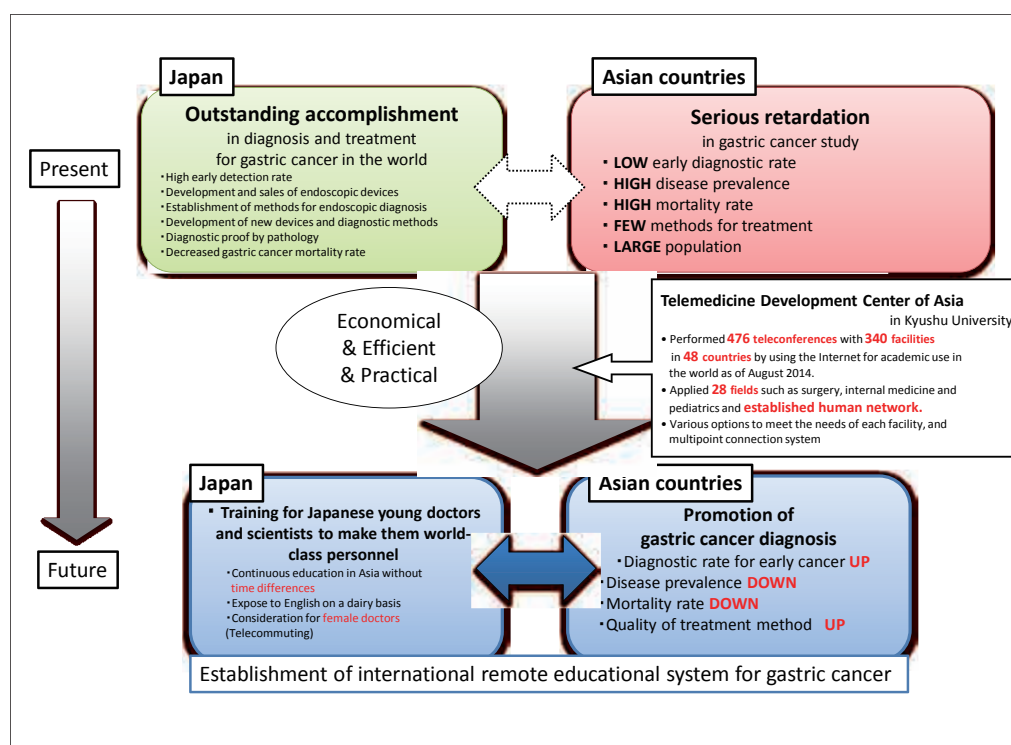 Japan
Outstanding accomplishment
in diagnosis and treatment
for gastric cancer in the world
・High early detection rate
・Development and sales of endoscopic devices
・Establishment of methods for endoscopic diagnosis
・Development of new devices and diagnostic methods
・Diagnostic proof by pathology
・Decreased gastric cancer mortality rate
Asian countries
Serious retardation
in gastric cancer study
▪ LOW early diagnostic rate
▪ HIGH disease prevalence
▪ HIGH mortality rate
▪ FEW methods for treatment
▪ LARGE population
Present
Economical
& Efficient
& Practical
Telemedicine Development Center of Asia
in Kyushu University
• Performed 476 teleconferences with 340 facilities
in 48 countries by using the Internet for academic use in
the world as of August 2014.
• Applied 28 fields such as surgery, internal medicine and
pediatrics and established human network.
• Various options to meet the needs of each facility, and
multipoint connection system
Future
Japan
▪ Training for Japanese young doctors
and scientists to make them world-
class personnel
・Continuous education in Asia without
time differences
・Expose to English on a dairy basis
・Consideration for female doctors
(Telecommuting)
Asian countries
Promotion of
gastric cancer diagnosis
・Diagnostic rate for early cancer UP
・Disease prevalence DOWN
・Mortality rate DOWN
・Quality of treatment method UP
Establishment of international remote educational system for gastric cancer